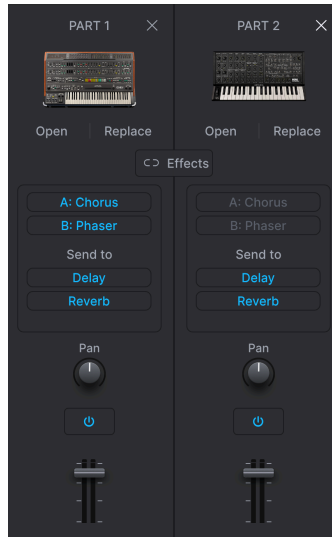 PART 1
PART 2
Open
Replace
Open
Replace
Effects
A: Chorus
B: Phaser
Send to
Delay
Reverb
A: Chorus
B: Phaser
Send to
Delay
Reverb
Pan
Pan